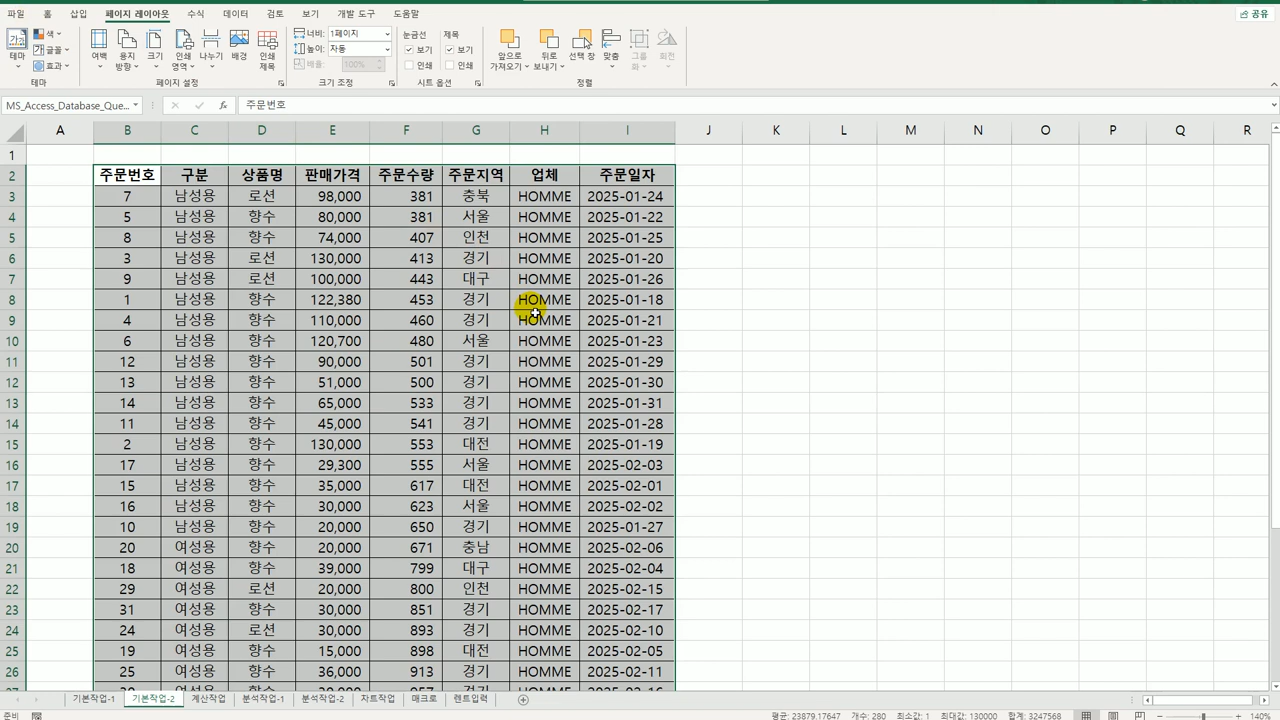 파일 홈 삽입 페이지 레이아웃 수식 데이터 검토 보기 개발 도구 도움말 공유
테마 색 글꼴 효과 여백 용지 방향 크기 인쇄 영역 나누기 배경 인쇄 제목 너비: 1페이지 높이: 자동 배율: 100% 눈금선 보기 인쇄 제목 보기 인쇄 앞으로 가져오기 뒤로 보내기 선택 창 맞춤 그룹화 회전
테마 페이지 설정 크기 조정 시트 옵션 정렬
MS_Access_Database_Que... fx 주문번호
A B C D E F G H I J K L M N O P Q R
1
2 주문번호 구분 상품명 판매가격 주문수량 주문지역 업체 주문일자
3 7 남성용 로션 98,000 381 충북 HOMME 2025-01-24
4 5 남성용 향수 80,000 381 서울 HOMME 2025-01-22
5 8 남성용 향수 74,000 407 인천 HOMME 2025-01-25
6 3 남성용 로션 130,000 413 경기 HOMME 2025-01-20
7 9 남성용 로션 100,000 443 대구 HOMME 2025-01-26
8 1 남성용 향수 122,380 453 경기 HOMME 2025-01-18
9 4 남성용 향수 110,000 460 경기 HOMME 2025-01-21
10 6 남성용 향수 120,700 480 서울 HOMME 2025-01-23
11 12 남성용 향수 90,000 501 경기 HOMME 2025-01-29
12 13 남성용 향수 51,000 500 경기 HOMME 2025-01-30
13 14 남성용 향수 65,000 533 경기 HOMME 2025-01-31
14 11 남성용 향수 45,000 541 경기 HOMME 2025-01-28
15 2 남성용 향수 130,000 553 대전 HOMME 2025-01-19
16 17 남성용 향수 29,300 555 서울 HOMME 2025-02-03
17 15 남성용 향수 35,000 617 대전 HOMME 2025-02-01
18 16 남성용 향수 30,000 623 서울 HOMME 2025-02-02
19 10 남성용 향수 20,000 650 경기 HOMME 2025-01-27
20 20 여성용 향수 20,000 671 충남 HOMME 2025-02-06
21 18 여성용 향수 39,000 799 대구 HOMME 2025-02-04
22 29 여성용 로션 20,000 800 인천 HOMME 2025-02-15
23 31 여성용 향수 30,000 851 경기 HOMME 2025-02-17
24 24 여성용 로션 30,000 893 경기 HOMME 2025-02-10
25 19 여성용 향수 15,000 898 대전 HOMME 2025-02-05
26 25 여성용 향수 36,000 913 경기 HOMME 2025-02-11
기본작업-1 기본작업-2 계산작업 분석작업-1 분석작업-2 차트작업 매크로 렌트입력
준비 평균: 23879.17647 개수: 280 최소값: 1 최대값: 130000 합계: 3247568 140%